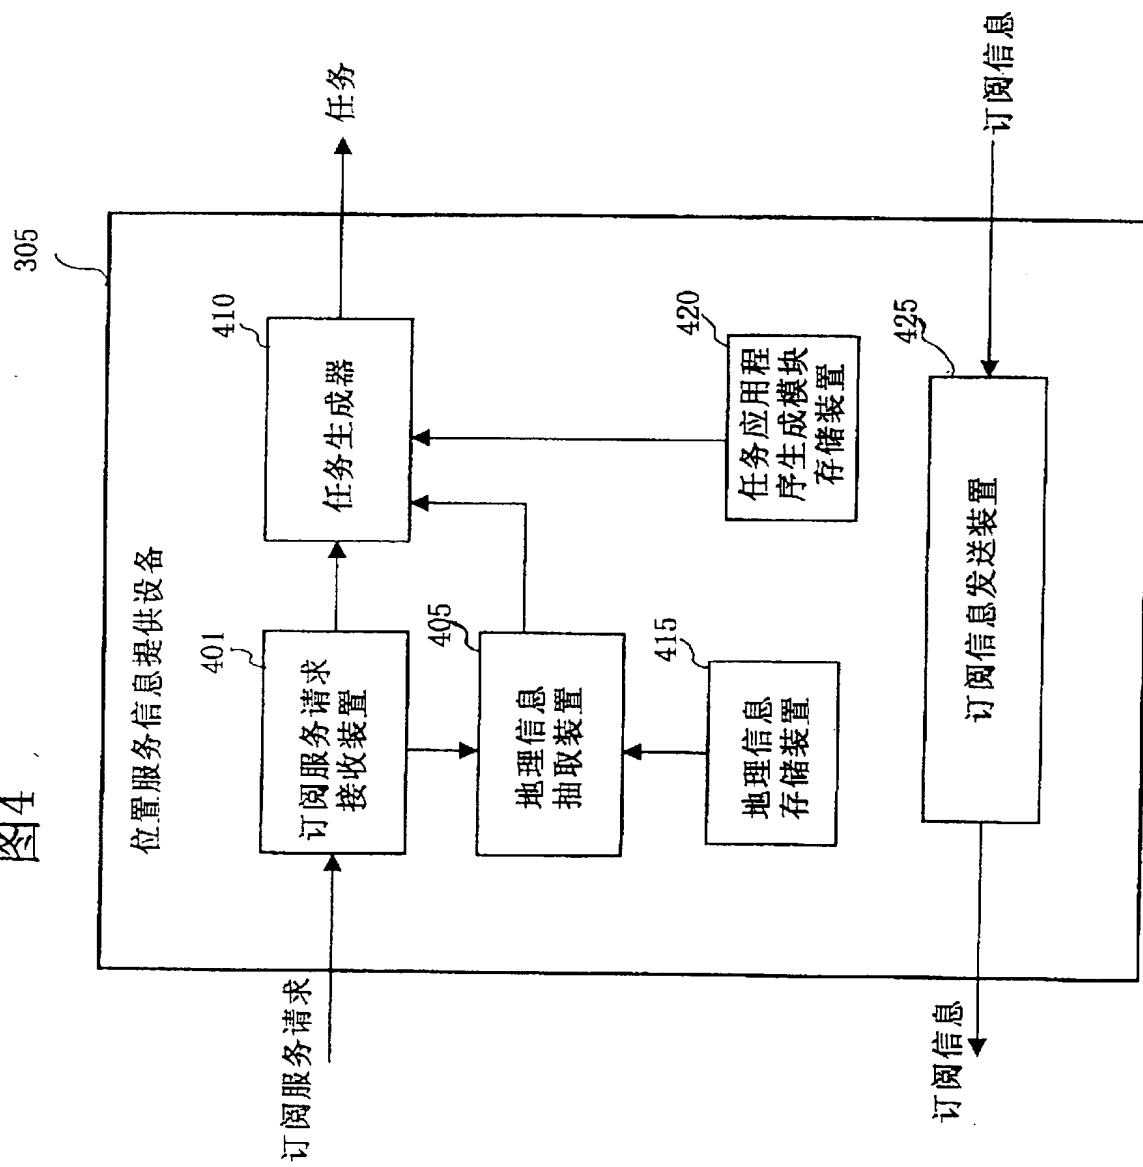 图4
305
位置服务信息提供设备
订阅服务请求
401
订阅服务请求
接收装置
410
任务生成器
任务
405
地理信息
抽取装置
415
地理信息
存储装置
420
任务应用程
序生成模块
存储装置
425
订阅信息发送装置
订阅信息
订阅信息